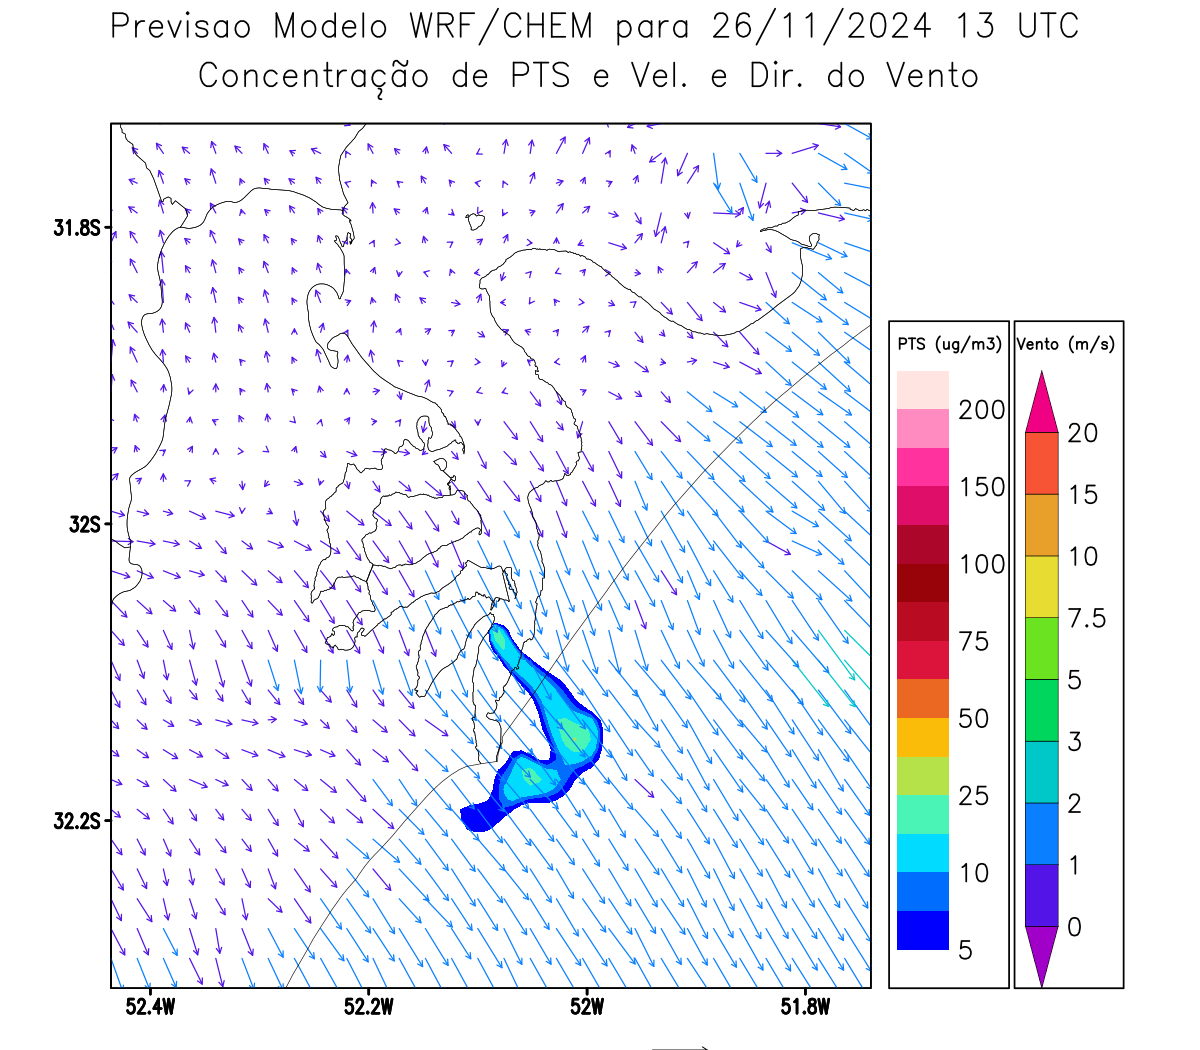 Previsao Modelo WRF/CHEM para 26/11/2024 13 UTC
Concentração de PTS e Vel. e Dir. do Vento
31.8S
32S
32.2S
52.4W
52.2W
52W
51.8W
PTS (ug/m3)
200
150
100
75
50
25
10
5
Vento (m/s)
20
15
10
7.5
5
3
2
1
0